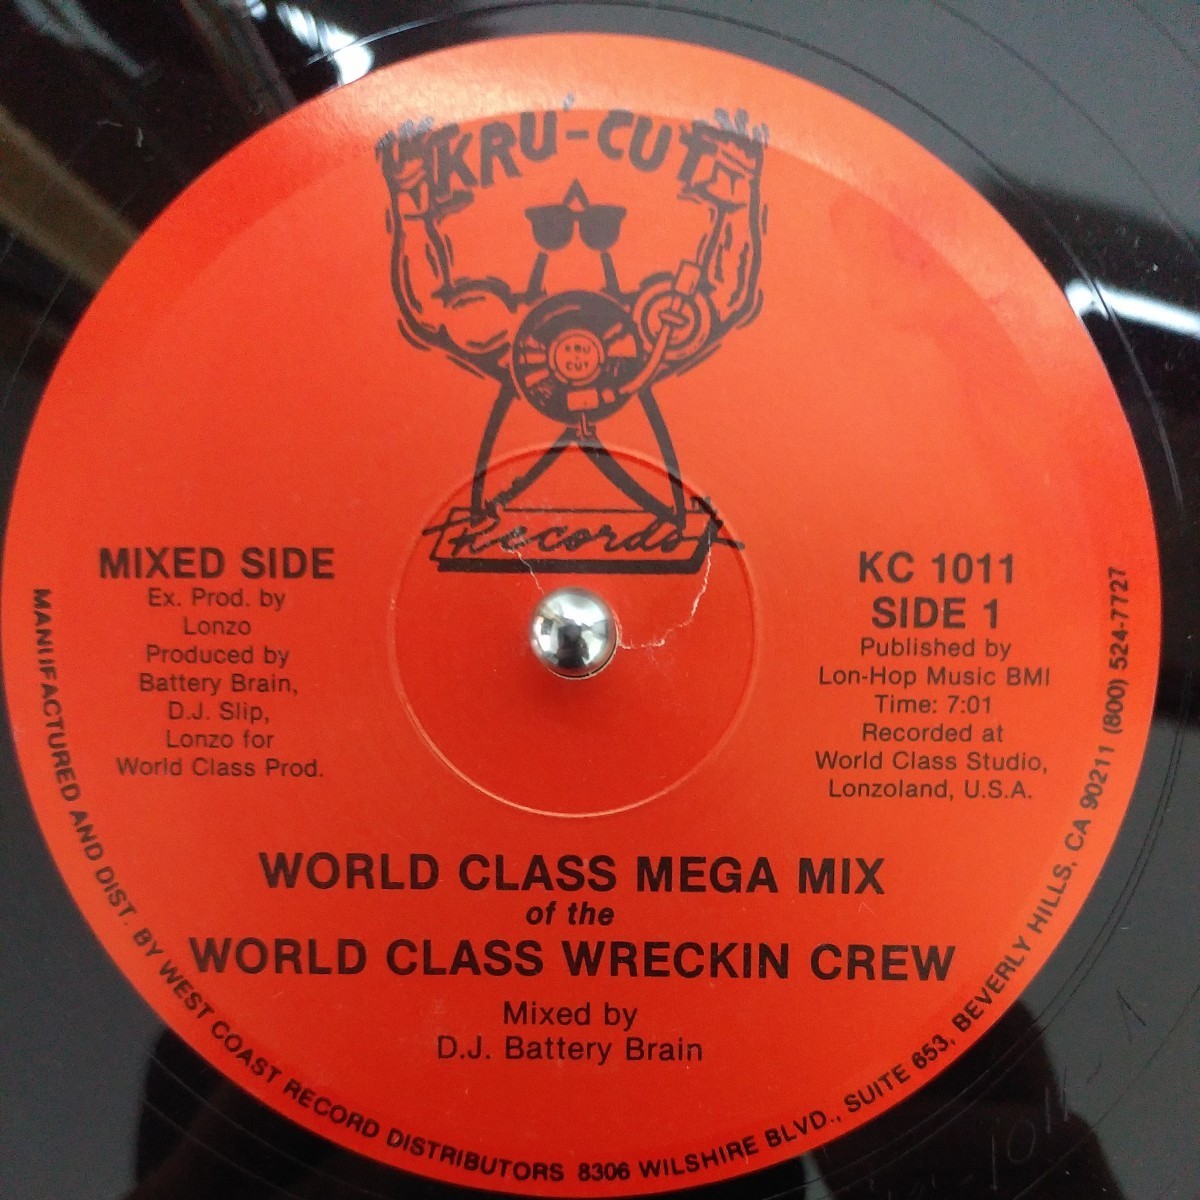 KRU-CUT
KRU
CUT
Records
TM
MIXED SIDE
Ex. Prod. by
Lonzo
Produced by
Battery Brain,
D.J. Slip,
Lonzo for
World Class Prod.
KC 1011
SIDE 1
Published by
Lon-Hop Music BMI
Time: 7:01
Recorded at
World Class Studio,
Lonzoland, U.S.A.
WORLD CLASS MEGA MIX
of the
WORLD CLASS WRECKIN CREW
Mixed by
D.J. Battery Brain
MANUFACTURED AND DIST. BY WEST COAST RECORD DISTRIBUTORS 8306 WILSHIRE BLVD., SUITE 653, BEVERLY HILLS, CA 90211 (800) 524-7727